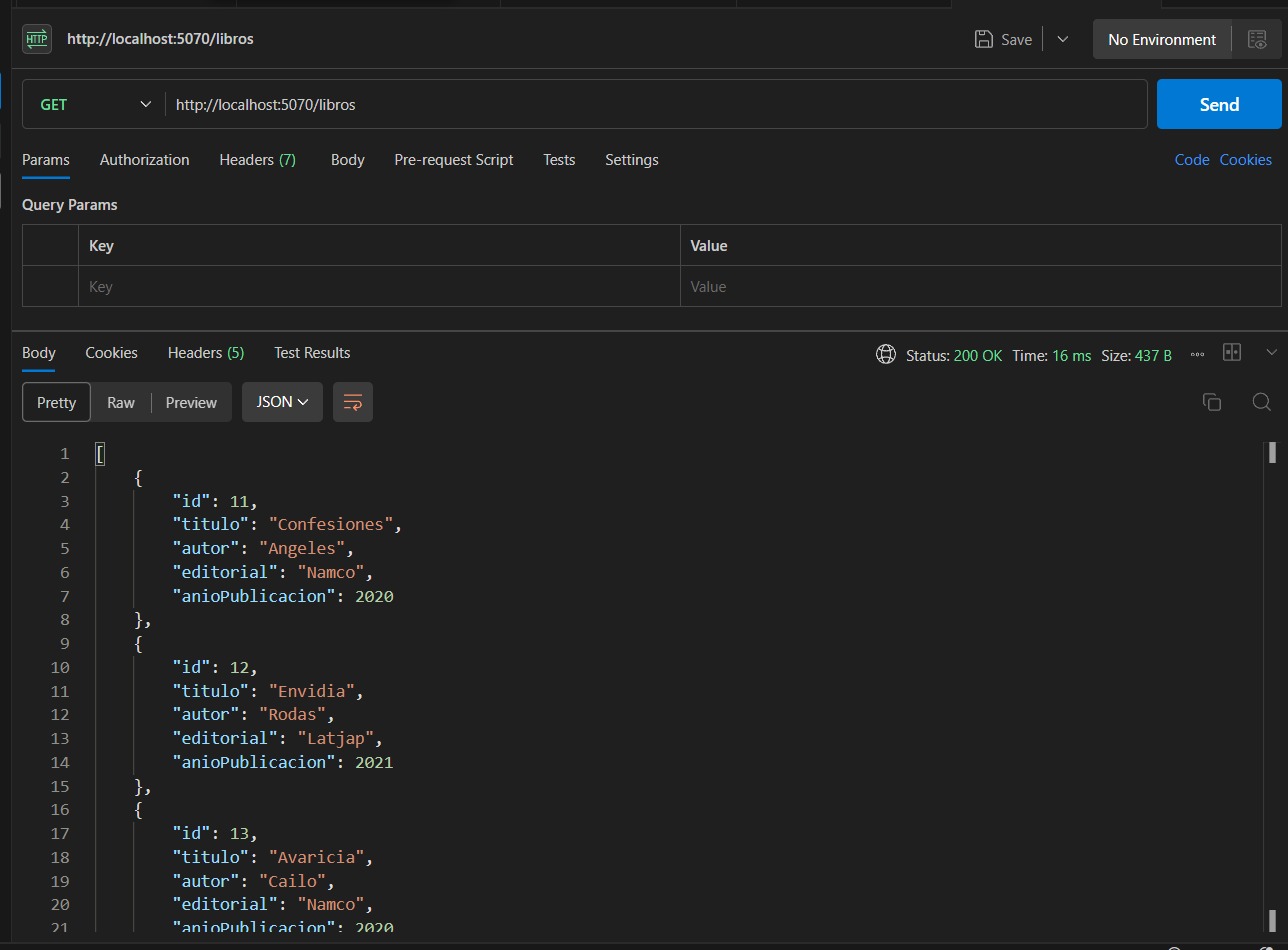 HTTP http://localhost:5070/libros Save No Environment
GET http://localhost:5070/libros Send
Params Authorization Headers (7) Body Pre-request Script Tests Settings Code Cookies
Query Params
Key Value
Key Value
Body Cookies Headers (5) Test Results Status: 200 OK Time: 16 ms Size: 437 B
Pretty Raw Preview JSON
1 [
2 {
3 "id": 11,
4 "titulo": "Confesiones",
5 "autor": "Angeles",
6 "editorial": "Namco",
7 "anioPublicacion": 2020
8 },
9 {
10 "id": 12,
11 "titulo": "Envidia",
12 "autor": "Rodas",
13 "editorial": "Latjap",
14 "anioPublicacion": 2021
15 },
16 {
17 "id": 13,
18 "titulo": "Avaricia",
19 "autor": "Cailo",
20 "editorial": "Namco",
21 "anioPublicacion": 2020